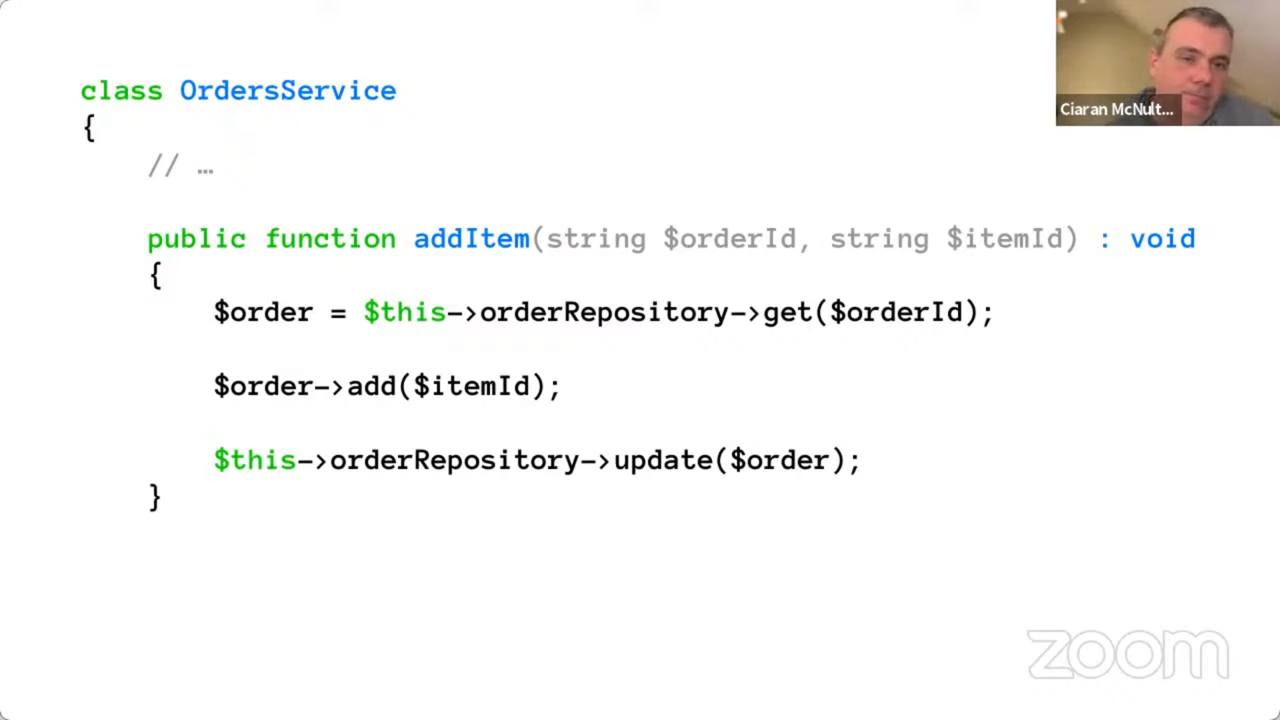 class OrdersService
{
// …
public function addItem(string $orderId, string $itemId) : void
{
$order = $this->orderRepository->get($orderId);
$order->add($itemId);
$this->orderRepository->update($order);
}
Ciaran McNult...
zoom